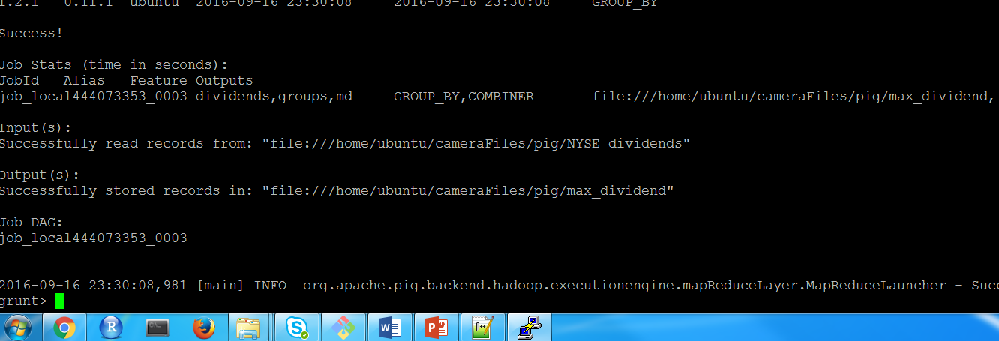 1.2.1 0.11.1 ubuntu 2016-09-16 23:30:08 2016-09-16 23:30:08 GROUP_BY
Success!
Job Stats (time in seconds):
JobId Alias Feature Outputs
job_local444073353_0003 dividends,groups,md GROUP_BY,COMBINER file:///home/ubuntu/cameraFiles/pig/max_dividend,
Input(s):
Successfully read records from: "file:///home/ubuntu/cameraFiles/pig/NYSE_dividends"
Output(s):
Successfully stored records in: "file:///home/ubuntu/cameraFiles/pig/max_dividend"
Job DAG:
job_local444073353_0003
2016-09-16 23:30:08,981 [main] INFO org.apache.pig.backend.hadoop.executionengine.mapReduceLayer.MapReduceLauncher - Succ
grunt>